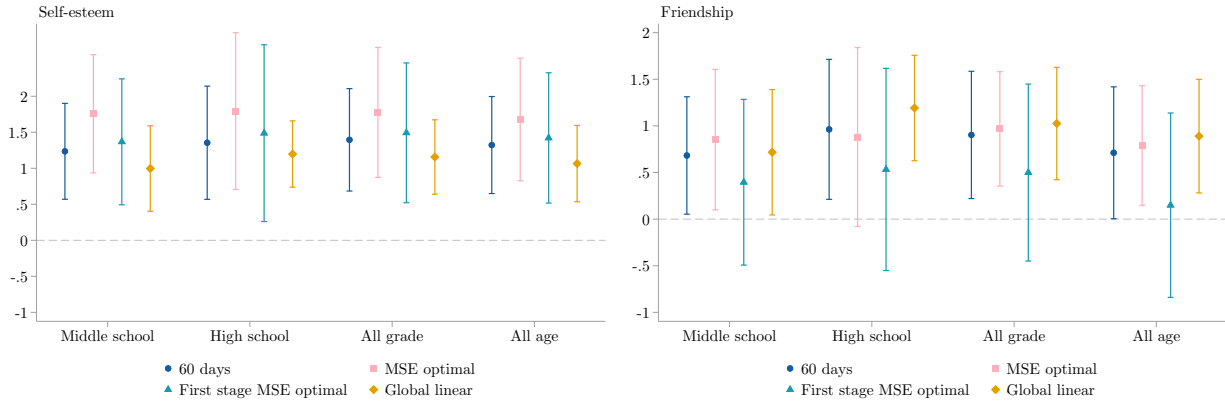 Self-esteem
2
1.5
1
.5
0
-.5
-1
Middle school
High school
All grade
All age
60 days
MSE optimal
First stage MSE optimal
Global linear
Friendship
2
1.5
1
.5
0
-.5
-1
Middle school
High school
All grade
All age
60 days
MSE optimal
First stage MSE optimal
Global linear